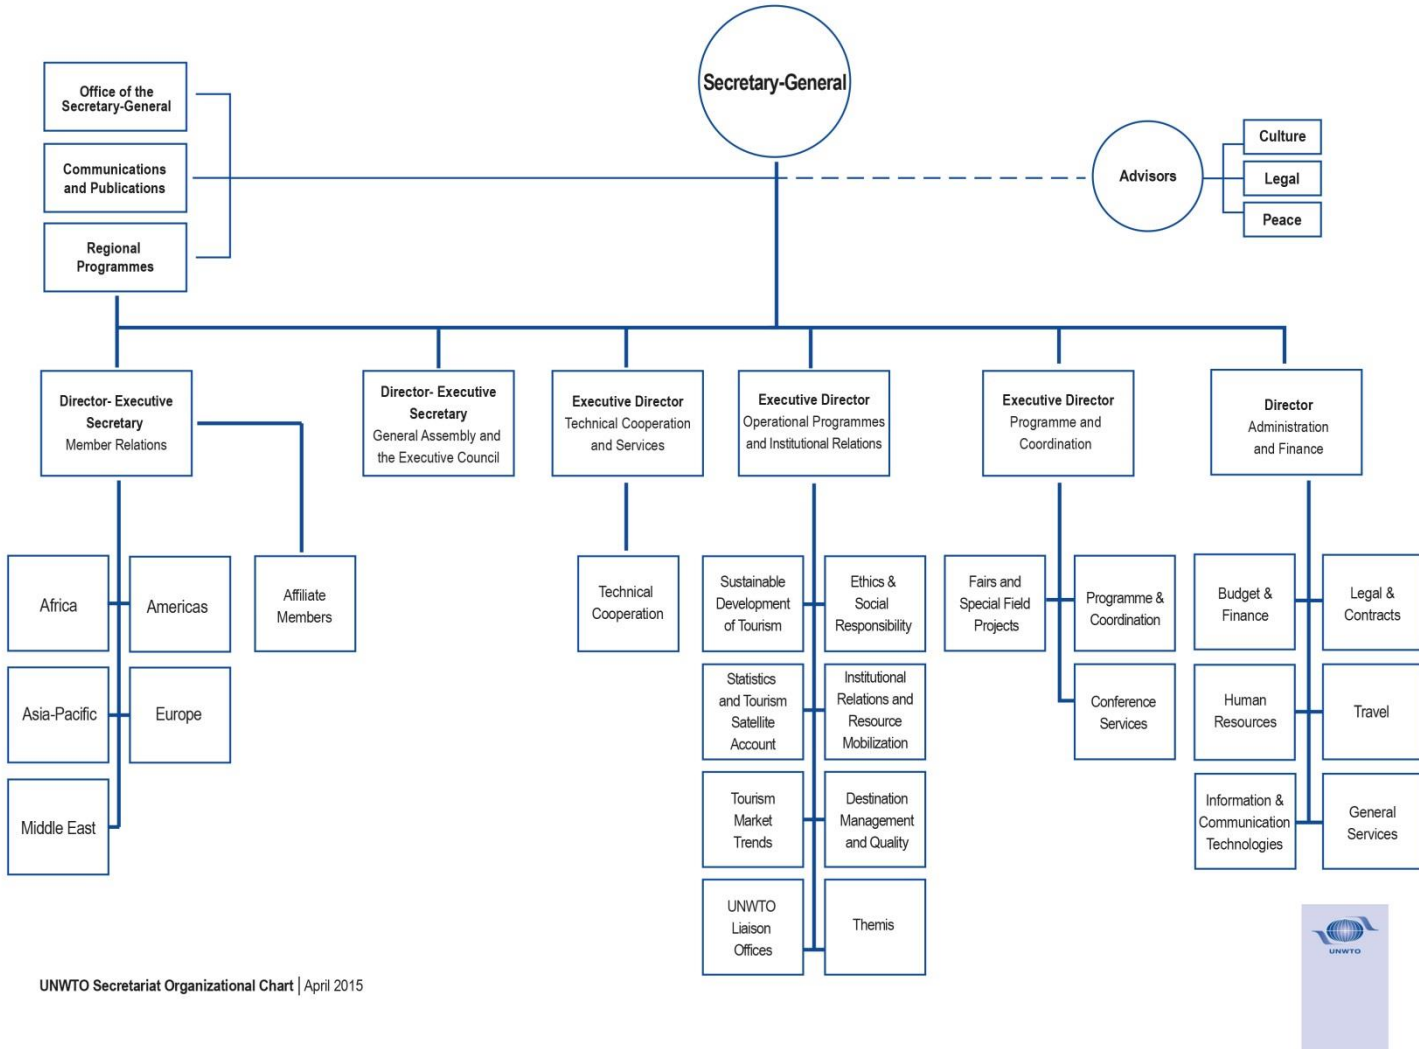 Secretary-General
Office of the
Secretary-General
Communications
and Publications
Regional
Programmes
Advisors
Culture
Legal
Peace
Director- Executive
Secretary
Member Relations
Director- Executive
Secretary
General Assembly and
the Executive Council
Executive Director
Technical Cooperation
and Services
Executive Director
Operational Programmes
and Institutional Relations
Executive Director
Programme and
Coordination
Director
Administration
and Finance
Africa
Americas
Asia-Pacific
Europe
Middle East
Affiliate
Members
Technical
Cooperation
Sustainable
Development
of Tourism
Ethics &
Social
Responsibility
Statistics
and Tourism
Satellite
Account
Institutional
Relations and
Resource
Mobilization
Tourism
Market
Trends
Destination
Management
and Quality
UNWTO
Liaison
Offices
Themis
Fairs and
Special Field
Projects
Programme &
Coordination
Conference
Services
Budget &
Finance
Legal &
Contracts
Human
Resources
Travel
Information &
Communication
Technologies
General
Services
UNWTO
UNWTO Secretariat Organizational Chart | April 2015